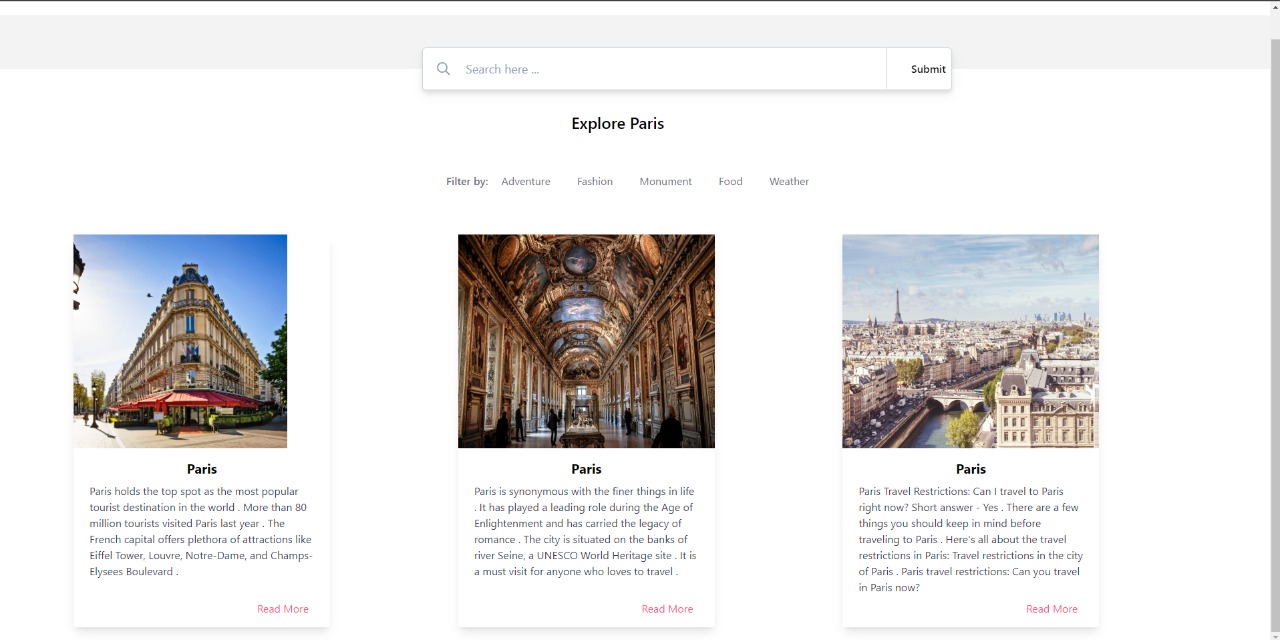 Search here ...
Submit
Explore Paris
Filter by: Adventure Fashion Monument Food Weather
Paris
Paris holds the top spot as the most popular
tourist destination in the world . More than 80
million tourists visited Paris last year . The
French capital offers plethora of attractions like
Eiffel Tower, Louvre, Notre-Dame, and Champs-
Elysees Boulevard .
Read More
Paris
Paris is synonymous with the finer things in life
. It has played a leading role during the Age of
Enlightenment and has carried the legacy of
romance . The city is situated on the banks of
river Seine, a UNESCO World Heritage site . It is
a must visit for anyone who loves to travel .
Read More
Paris
Paris Travel Restrictions: Can I travel to Paris
right now? Short answer - Yes . There are a few
things you should keep in mind before
traveling to Paris . Here's all about the travel
restrictions in Paris: Travel restrictions in the city
of Paris . Paris travel restrictions: Can you travel
in Paris now?
Read More